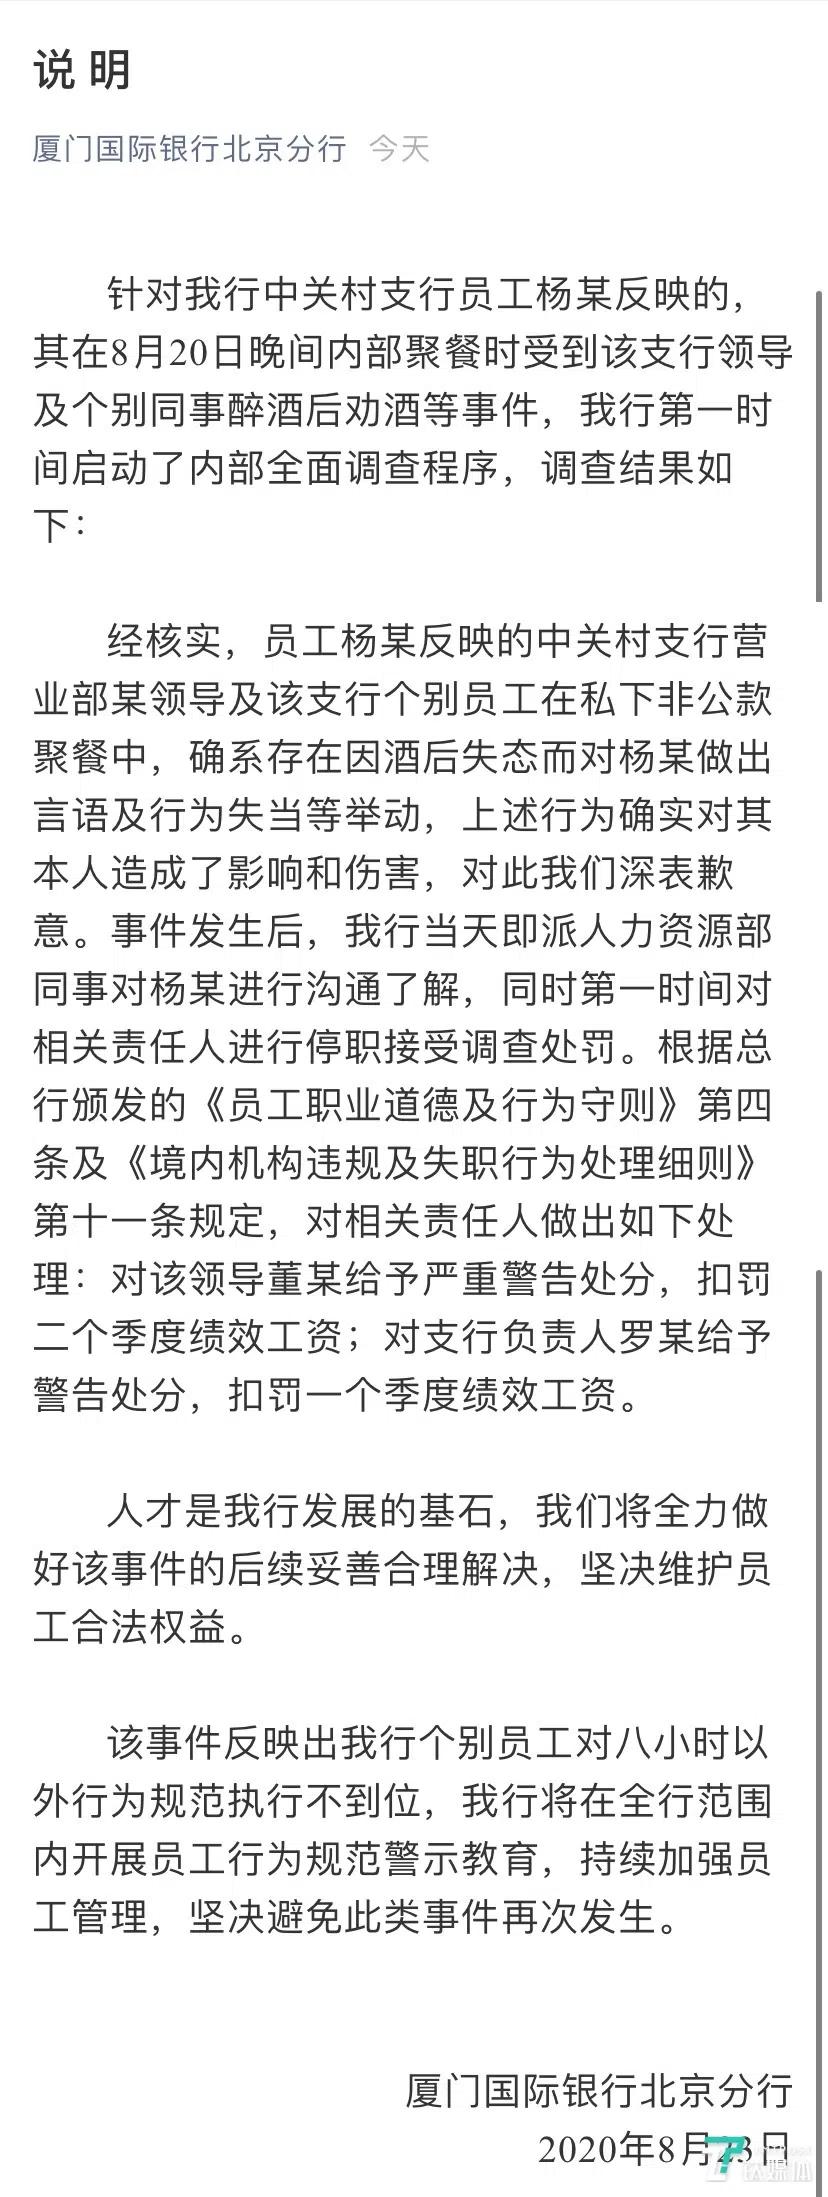 说 明
厦门国际银行北京分行 今天
针对我行中关村支行员工杨某反映的，
其在8月20日晚间内部聚餐时受到该支行领导
及个别同事醉酒后劝酒等事件，我行第一时
间启动了内部全面调查程序，调查结果如
下：
经核实，员工杨某反映的中关村支行营
业部某领导及该支行个别员工在私下非公款
聚餐中，确系存在因酒后失态而对杨某做出
言语及行为失当等举动，上述行为确实对其
本人造成了影响和伤害，对此我们深表歉
意。事件发生后，我行当天即派人力资源部
同事对杨某进行沟通了解，同时第一时间对
相关责任人进行停职接受调查处罚。根据总
行颁发的《员工职业道德及行为守则》第四
条及《境内机构违规及失职行为处理细则》
第十一条规定，对相关责任人做出如下处
理：对该领导董某给予严重警告处分，扣罚
二个季度绩效工资；对支行负责人罗某给予
警告处分，扣罚一个季度绩效工资。
人才是我行发展的基石，我们将全力做
好该事件的后续妥善合理解决，坚决维护员
工合法权益。
该事件反映出我行个别员工对八小时以
外行为规范执行不到位，我行将在全行范围
内开展员工行为规范警示教育，持续加强员
工管理，坚决避免此类事件再次发生。
厦门国际银行北京分行
2020年8月23日
钛媒体